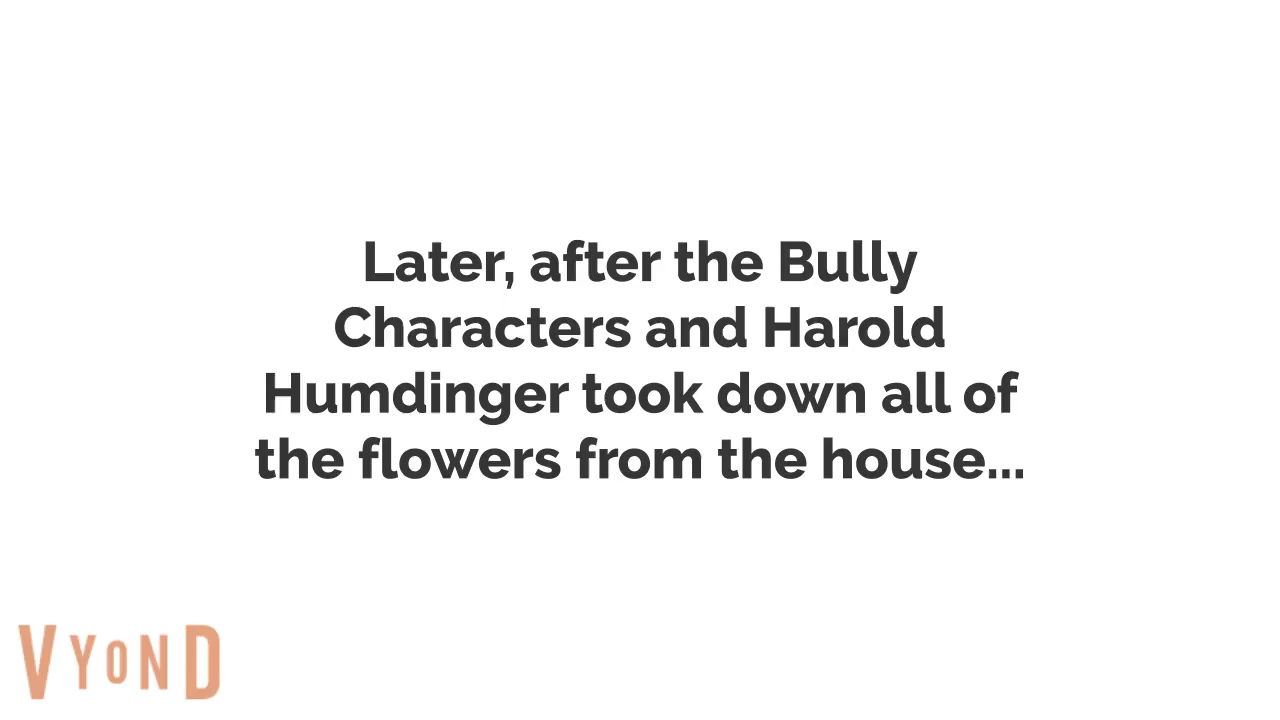 Later, after the Bully
Characters and Harold
Humdinger took down all of
the flowers from the house...
VYOND